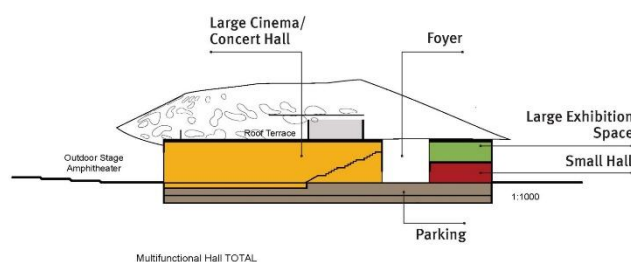 Large Cinema/
Concert Hall
Foyer
Large Exhibition
Space
Roof Terrace
Outdoor Stage
Amphitheater
Small Hall
1:1000
Parking
Multifunctional Hall TOTAL